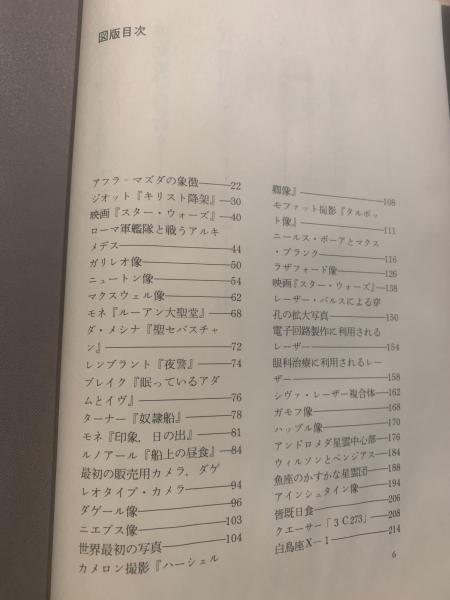 図版目次
アフラ-マズダの象徴———22
ジオット『キリスト降架』—30
映画『スター・ウォーズ』—40
ローマ軍艦隊と戦うアルキ
メデス———44
ガリレオ像———50
ニュートン像———54
マクスウェル像———62
モネ『ルーアン大聖堂』——68
ダ・メシナ『聖セバスチャ
ン』———72
レンブラント『夜警』——74
ブレイク『眠っているアダ
ムとイヴ』———76
ターナー『奴隷船』——78
モネ『印象、日の出』——81
ルノアール『船上の昼食』—84
最初の販売用カメラ、ダゲ
レオタイプ・カメラ———94
ダゲール像———96
ニエプス像———103
世界最初の写真———104
カメロン撮影『ハーシェル
像』———108
モファット撮影『タルボッ
ト像』———111
ニールス・ボーアとマクス
・プランク———116
ラザフォード像———126
映画『スター・ウォーズ』—138
レーザー・パルスによる穿
孔の拡大写真———150
電子回路製作に利用される
レーザー———154
眼科治療に利用されるレー
ザー———158
シヴァ・レーザー複合体—162
ガモフ像———168
ハッブル像———170
アンドロメダ星雲中心部—176
ウィルソンとペンジアス—184
魚座のかすかな星雲団——188
アインシュタイン像———194
皆既日食———206
クエーサー「3C273」—208
白鳥座X-1———214
6